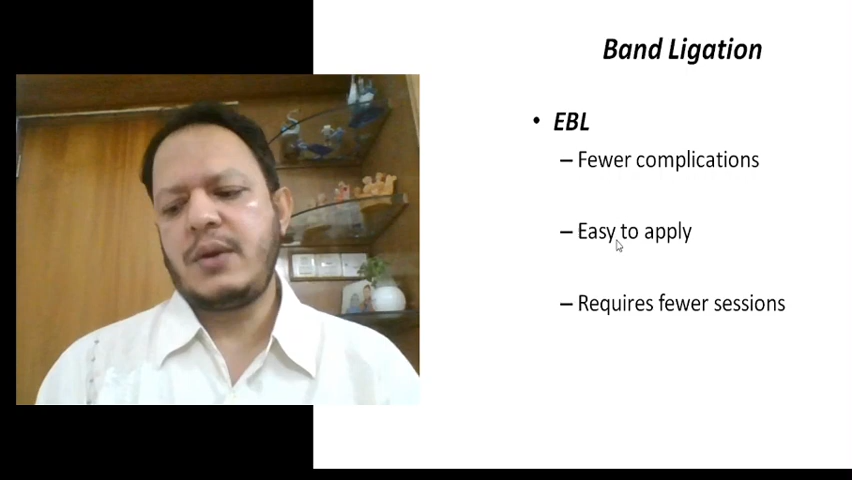 Band Ligation
• EBL
– Fewer complications
– Easy to apply
– Requires fewer sessions